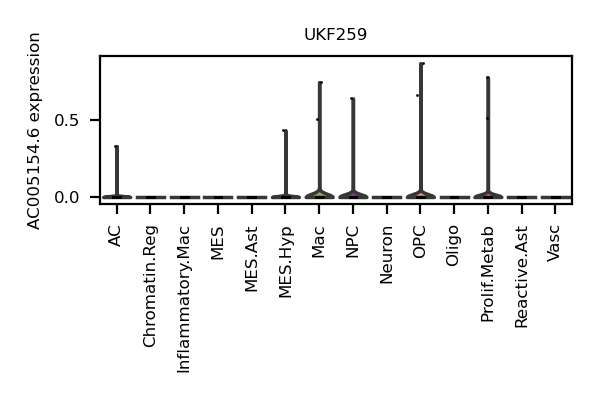 UKF259
AC005154.6 expression
0.5
0.0
AC
Chromatin.Reg
Inflammatory.Mac
MES
MES.Ast
MES.Hyp
Mac
NPC
Neuron
OPC
Oligo
Prolif.Metab
Reactive.Ast
Vasc